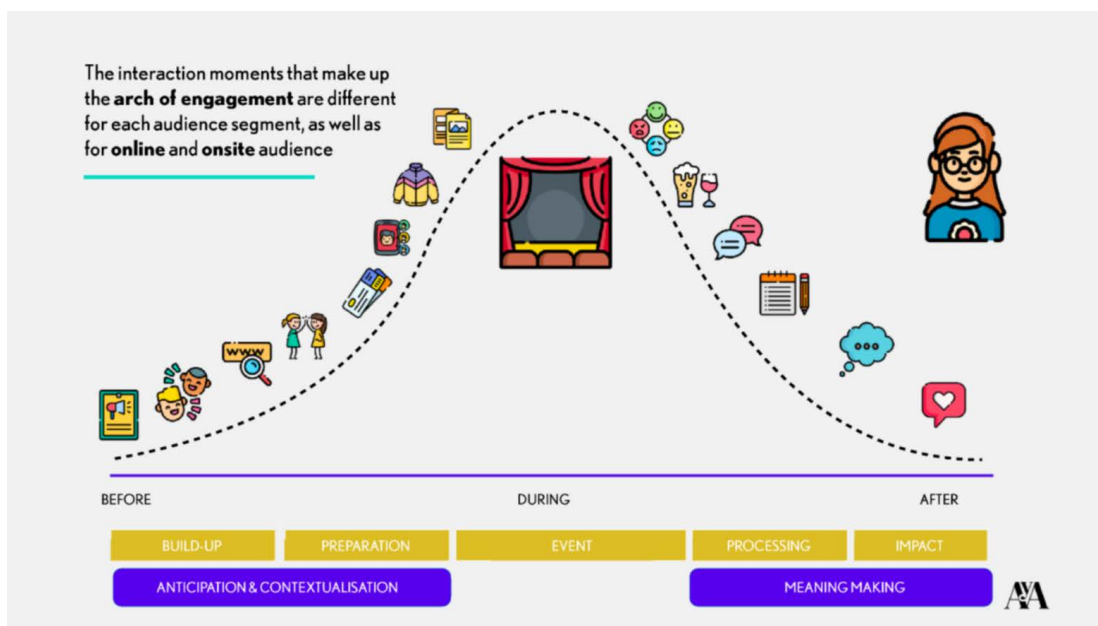 The interaction moments that make up
the arch of engagement are different
for each audience segment, as well as
for online and onsite audience
www
BEFORE
DURING
AFTER
BUILD-UP
PREPARATION
EVENT
PROCESSING
IMPACT
ANTICIPATION & CONTEXTUALISATION
MEANING MAKING
AYA